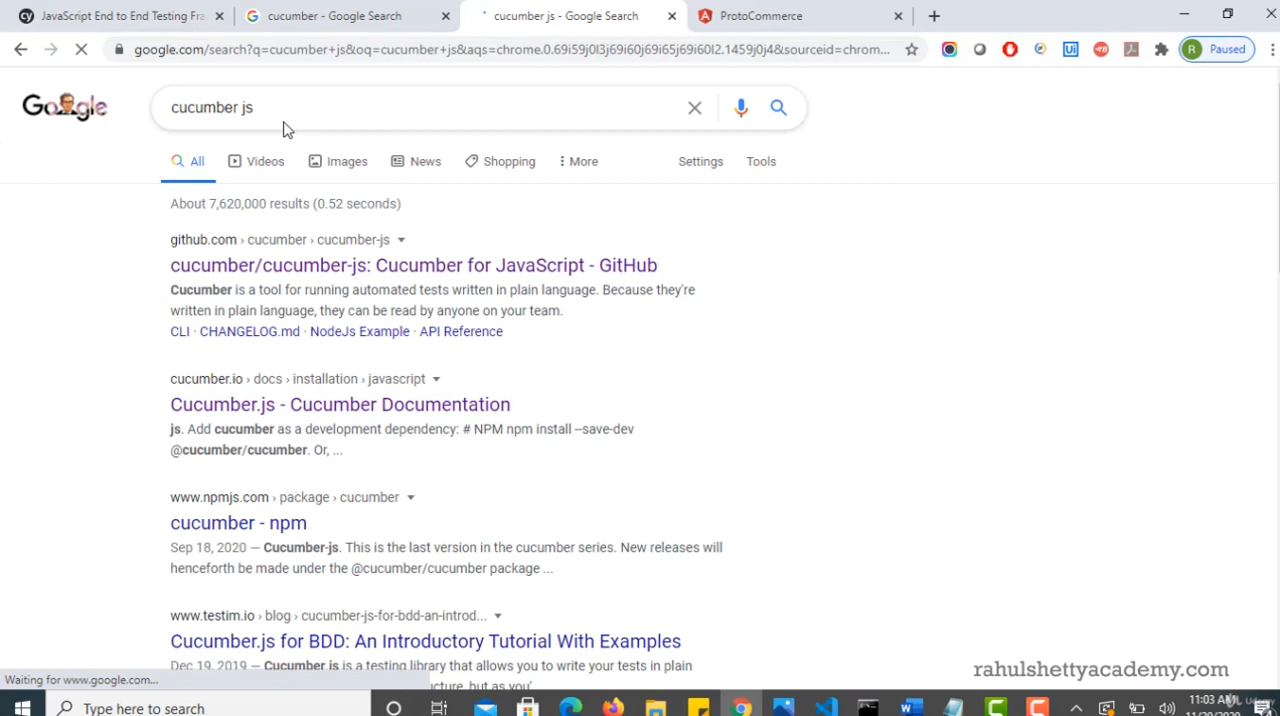 JavaScript End to End Testing Fra
cucumber - Google Search
cucumber js - Google Search
ProtoCommerce
google.com/search?q=cucumber+js&oq=cucumber+js&aqs=chrome.0.69i59j0l3j69i60j69i65j69i60l2.1459j0j4&sourceid=chrom...
R Paused
Google
cucumber js
All
Videos
Images
News
Shopping
More
Settings
Tools
About 7,620,000 results (0.52 seconds)
github.com › cucumber › cucumber-js
cucumber/cucumber-js: Cucumber for JavaScript - GitHub
Cucumber is a tool for running automated tests written in plain language. Because they're
written in plain language, they can be read by anyone on your team.
CLI · CHANGELOG.md · NodeJs Example · API Reference
cucumber.io › docs › installation › javascript
Cucumber.js - Cucumber Documentation
js. Add cucumber as a development dependency: # NPM npm install --save-dev
@cucumber/cucumber. Or, ...
www.npmjs.com › package › cucumber
cucumber - npm
Sep 18, 2020 — Cucumber-js. This is the last version in the cucumber series. New releases will
henceforth be made under the @cucumber/cucumber package ...
www.testim.io › blog › cucumber-js-for-bdd-an-introd...
Cucumber.js for BDD: An Introductory Tutorial With Examples
Dec 19, 2019 — Cucumber js is a testing library that allows you to write your tests in plain
Waiting for www.google.com...
rahulshettyacademy.com
Type here to search
11:03 AM